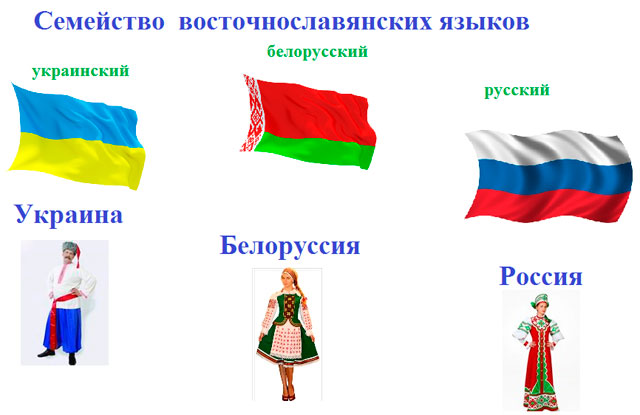 Семейство восточнославянских языков
украинский
белорусский
русский
Украина
Белоруссия
Россия